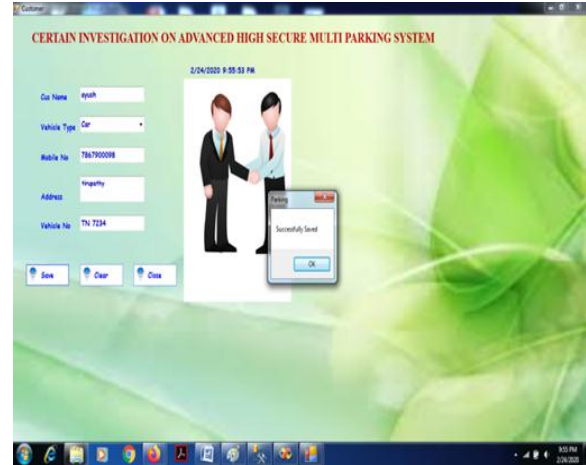 Customer
CERTAIN INVESTIGATION ON ADVANCED HIGH SECURE MULTI PARKING SYSTEM
2/24/2020 9:55:53 PM
Cus Name ayush
Vehicle Type Car
Mobile No 7867900098
Address tirupathy
Vehicle No TN 7234
Parking
Successfully Saved
OK
Save Clear Close
9:55 PM
2/24/2020